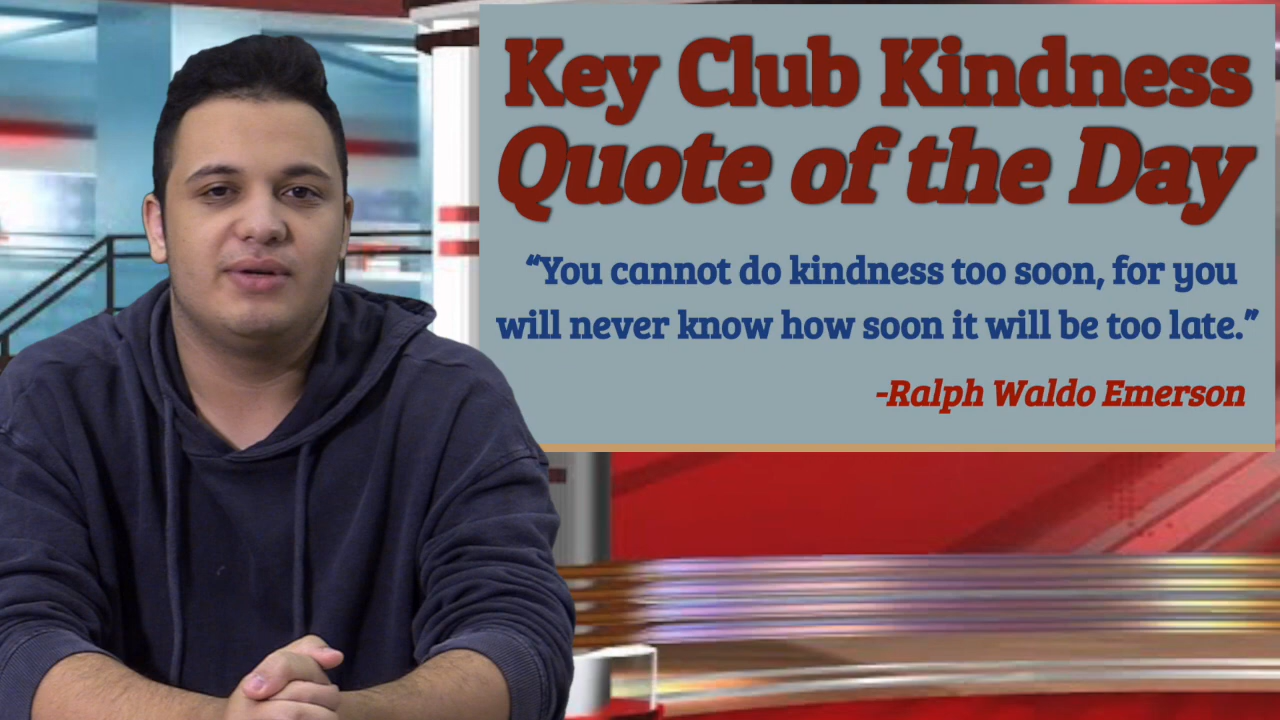 Key Club Kindness
Quote of the Day
“You cannot do kindness too soon, for you
will never know how soon it will be too late.”
-Ralph Waldo Emerson